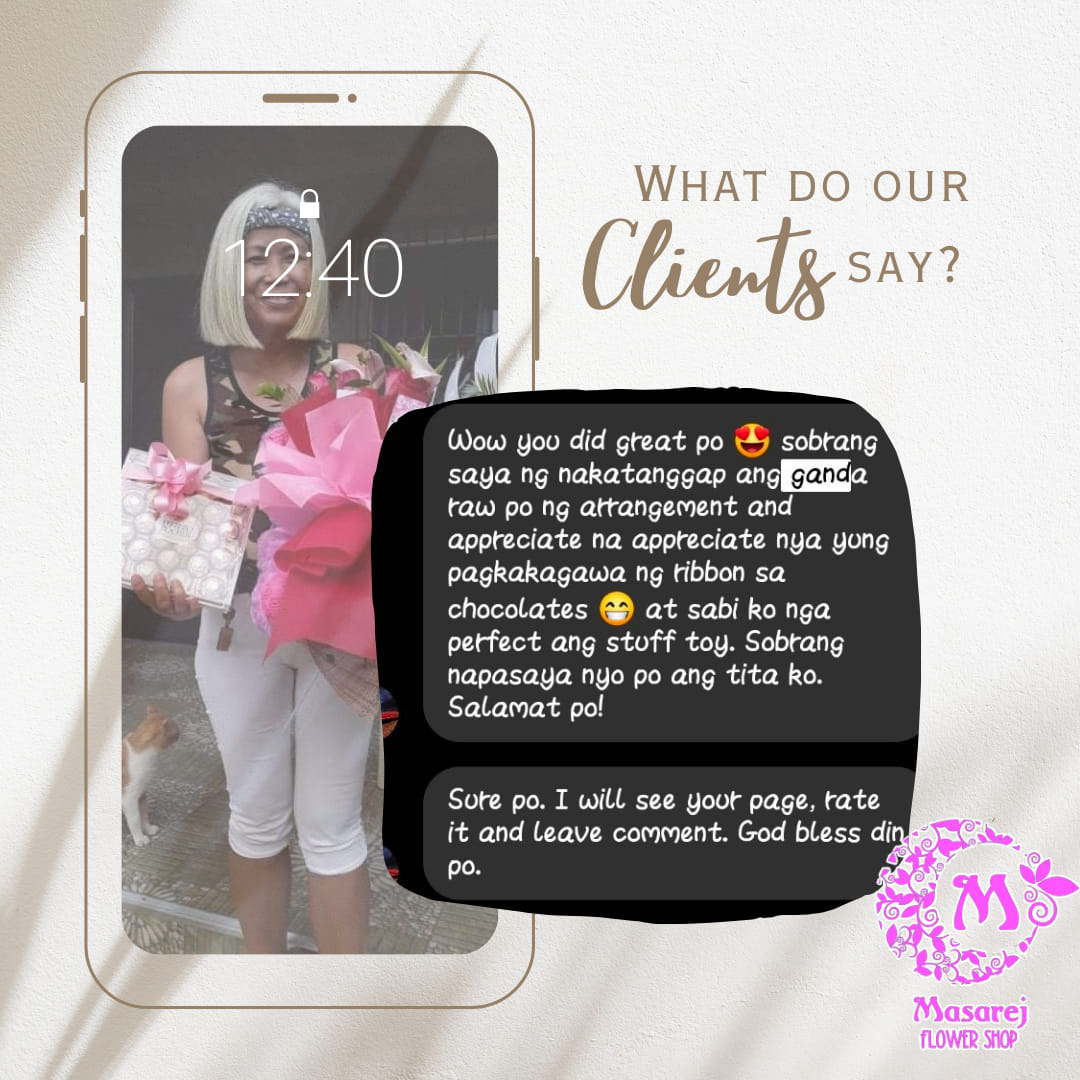 12:40
WHAT DO OUR
Clients SAY?
Wow you did great po 😍 sobrang
saya ng nakatanggap ang ganda
raw po ng arrangement and
appreciate na appreciate nya yung
pagkakagawa ng ribbon sa
chocolates 😁 at sabi ko nga
perfect ang stuff toy. Sobrang
napasaya nyo po ang tita ko.
Salamat po!
Sure po. I will see your page, rate
it and leave comment. God bless din
po.
M
Masarej
FLOWER SHOP